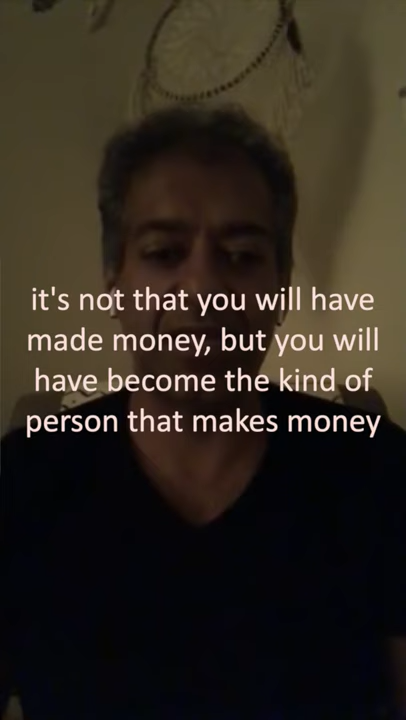 it's not that you will have
made money, but you will
have become the kind of
person that makes money